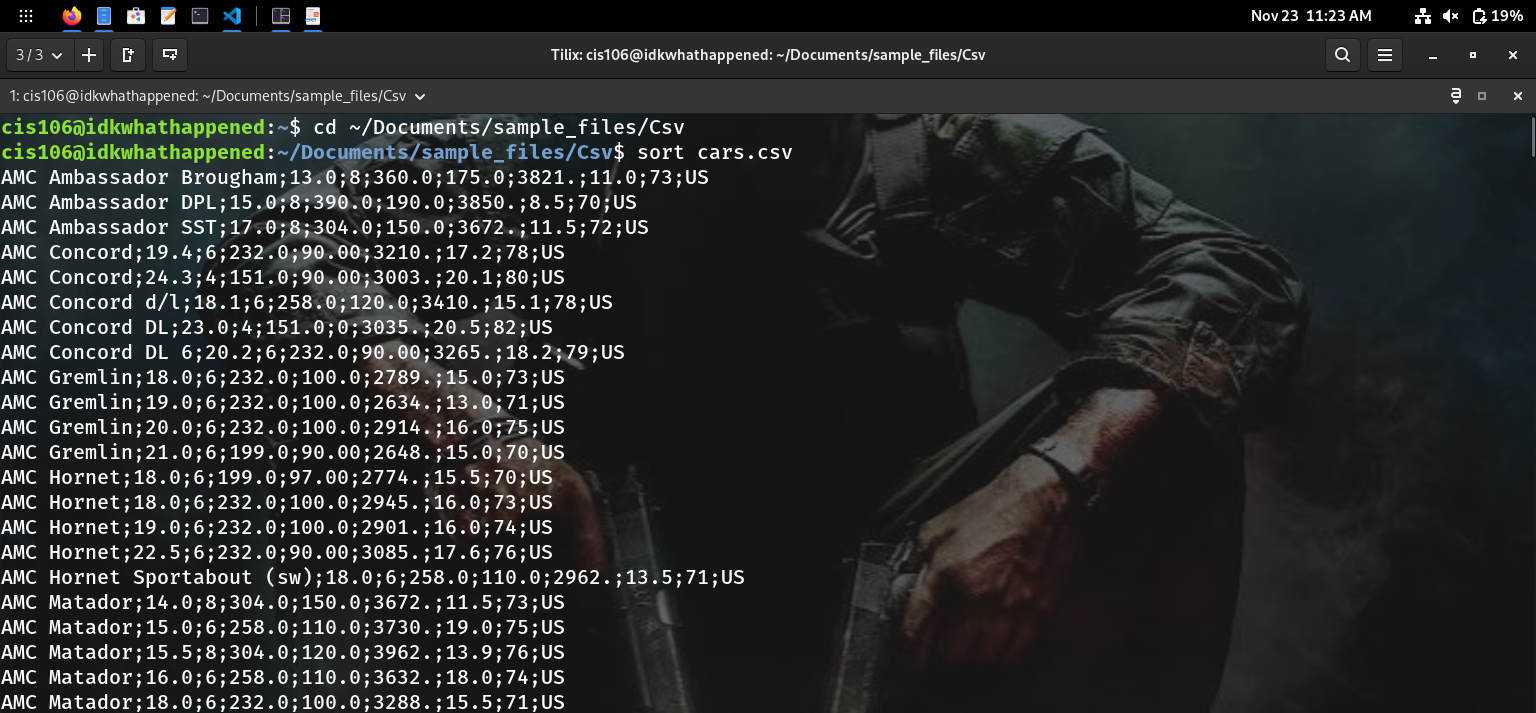 Nov 23 11:23 AM
19%
3 / 3
Tilix: cis106@idkwhathappened: ~/Documents/sample_files/Csv
1: cis106@idkwhathappened: ~/Documents/sample_files/Csv
cis106@idkwhathappened:~$ cd ~/Documents/sample_files/Csv
cis106@idkwhathappened:~/Documents/sample_files/Csv$ sort cars.csv
AMC Ambassador Brougham;13.0;8;360.0;175.0;3821.;11.0;73;US
AMC Ambassador DPL;15.0;8;390.0;190.0;3850.;8.5;70;US
AMC Ambassador SST;17.0;8;304.0;150.0;3672.;11.5;72;US
AMC Concord;19.4;6;232.0;90.00;3210.;17.2;78;US
AMC Concord;24.3;4;151.0;90.00;3003.;20.1;80;US
AMC Concord d/l;18.1;6;258.0;120.0;3410.;15.1;78;US
AMC Concord DL;23.0;4;151.0;0;3035.;20.5;82;US
AMC Concord DL 6;20.2;6;232.0;90.00;3265.;18.2;79;US
AMC Gremlin;18.0;6;232.0;100.0;2789.;15.0;73;US
AMC Gremlin;19.0;6;232.0;100.0;2634.;13.0;71;US
AMC Gremlin;20.0;6;232.0;100.0;2914.;16.0;75;US
AMC Gremlin;21.0;6;199.0;90.00;2648.;15.0;70;US
AMC Hornet;18.0;6;199.0;97.00;2774.;15.5;70;US
AMC Hornet;18.0;6;232.0;100.0;2945.;16.0;73;US
AMC Hornet;19.0;6;232.0;100.0;2901.;16.0;74;US
AMC Hornet;22.5;6;232.0;90.00;3085.;17.6;76;US
AMC Hornet Sportabout (sw);18.0;6;258.0;110.0;2962.;13.5;71;US
AMC Matador;14.0;8;304.0;150.0;3672.;11.5;73;US
AMC Matador;15.0;6;258.0;110.0;3730.;19.0;75;US
AMC Matador;15.5;8;304.0;120.0;3962.;13.9;76;US
AMC Matador;16.0;6;258.0;110.0;3632.;18.0;74;US
AMC Matador;18.0;6;232.0;100.0;3288.;15.5;71;US